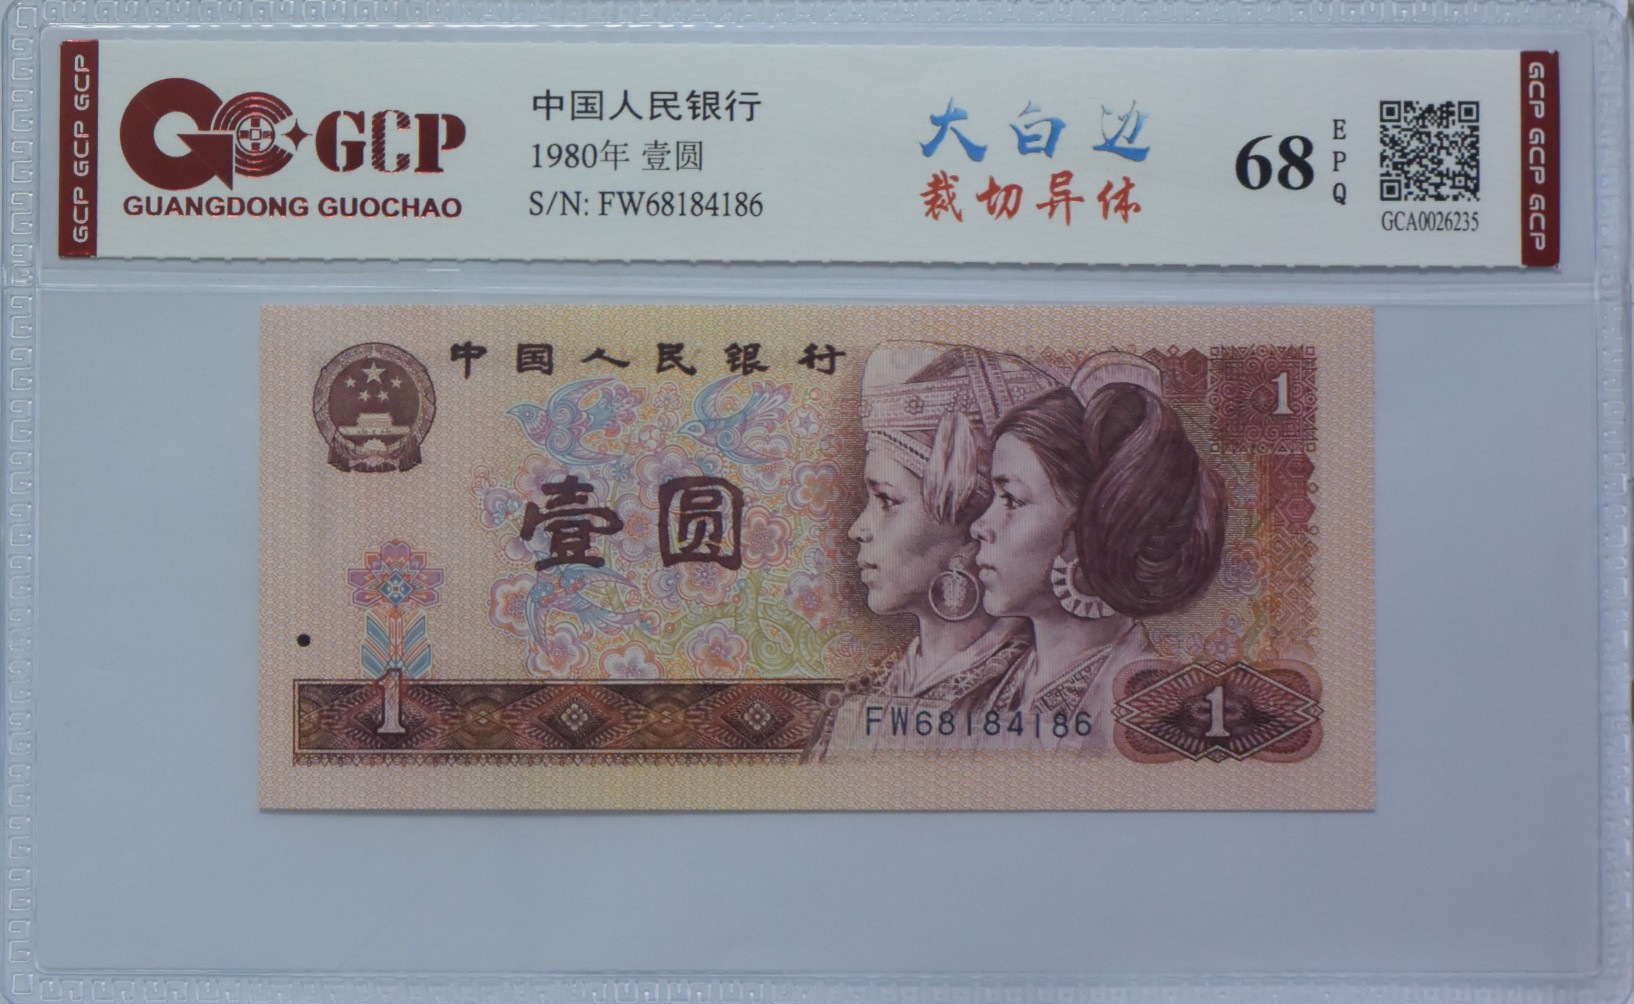 GCP GCP GCP
GCP
GUANGDONG GUOCHAO
中国人民银行
1980年 壹圆
S/N: FW68184186
大白边
裁切异体
68
EPQ
GCA0026235
GCP GCP GCP
中国人民银行
1
壹圆
1
FW68184186
1